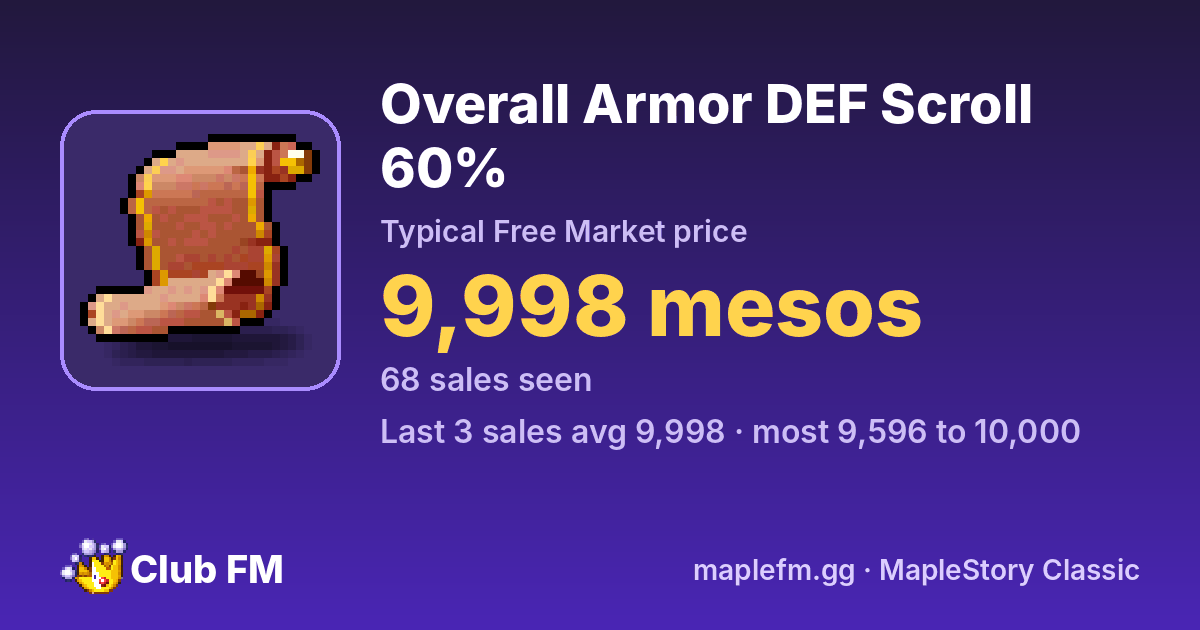 Overall Armor DEF Scroll
60%
Typical Free Market price
9,998 mesos
68 sales seen
Last 3 sales avg 9,998 · most 9,596 to 10,000
Club FM
maplefm.gg · MapleStory Classic